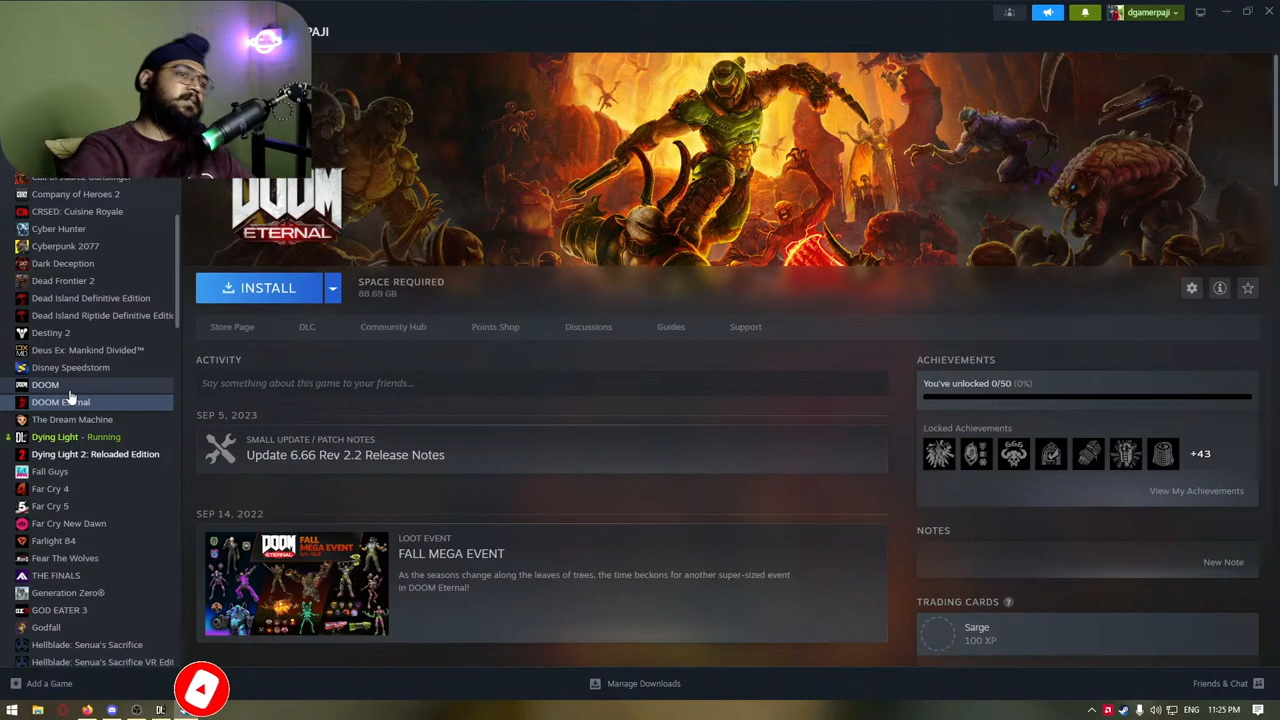 PAJI
dgamerpaji
Company of Heroes 2
CRSED: Cuisine Royale
Cyber Hunter
Cyberpunk 2077
Dark Deception
Dead Frontier 2
Dead Island Definitive Edition
Dead Island Riptide Definitive Editic
Destiny 2
Deus Ex: Mankind Divided™
Disney Speedstorm
DOOM
DOOM Eternal
The Dream Machine
Dying Light - Running
Dying Light 2: Reloaded Edition
Fall Guys
Far Cry 4
Far Cry 5
Far Cry New Dawn
Farlight 84
Fear The Wolves
THE FINALS
Generation Zero®
GOD EATER 3
Godfall
Hellblade: Senua's Sacrifice
Hellblade: Senua's Sacrifice VR Edit
Add a Game
DOOM
ETERNAL
INSTALL
SPACE REQUIRED
88.69 GB
Store Page
DLC
Community Hub
Points Shop
Discussions
Guides
Support
ACTIVITY
Say something about this game to your friends...
SEP 5, 2023
SMALL UPDATE / PATCH NOTES
Update 6.66 Rev 2.2 Release Notes
SEP 14, 2022
DOOM
ETERNAL
FALL
MEGA EVENT
LOOT EVENT
FALL MEGA EVENT
As the seasons change along the leaves of trees, the time beckons for another super-sized event
in DOOM Eternal!
ACHIEVEMENTS
You've unlocked 0/50 (0%)
Locked Achievements
+43
View My Achievements
NOTES
New Note
TRADING CARDS
Sarge
100 XP
Manage Downloads
Friends & Chat
ENG
11:25 PM